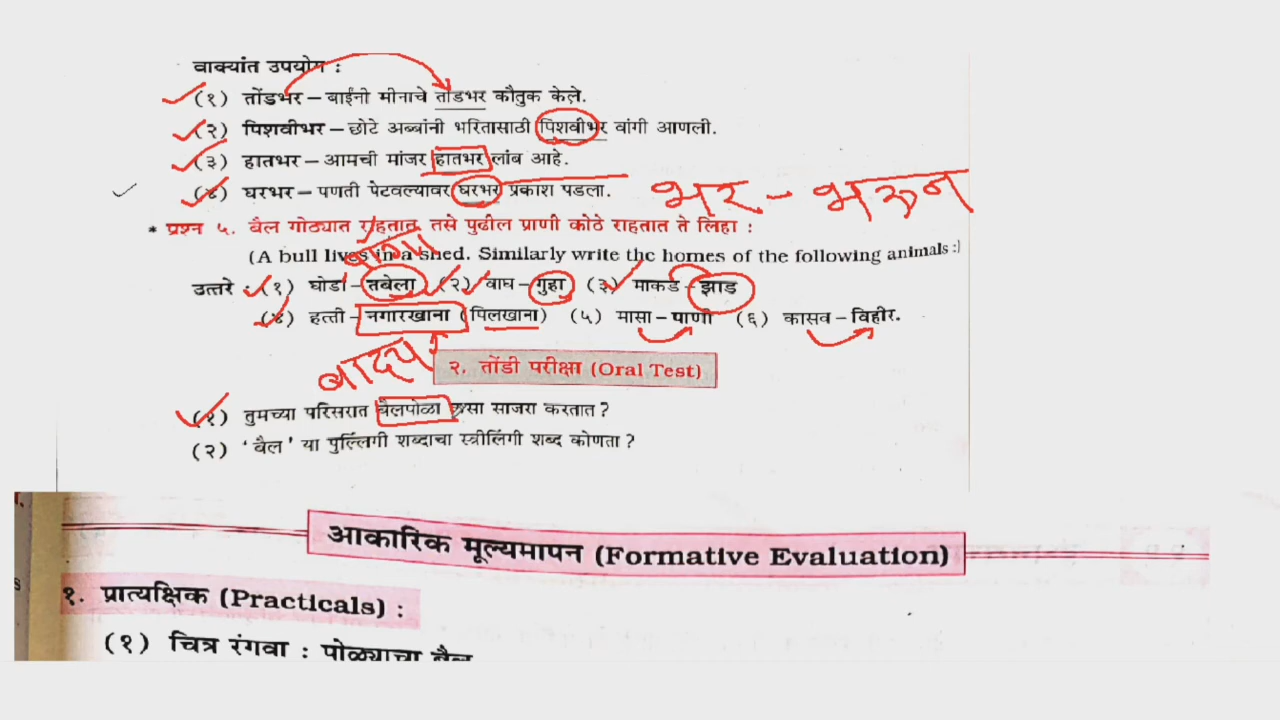 वाक्यांत उपयोग :
(१) तोंडभर – बाईंनी मीनाचे तोंडभर कौतुक केले.
(२) पिशवीभर – छोटे अब्बांनी भरितासाठी पिशवीभर वांगी आणली.
(३) हातभर – आमची मांजर हातभर लांब आहे.
(४) घरभर – पणती पेटवल्यावर घरभर प्रकाश पडला.
भर - भरून
* प्रश्न ५. बैल गोठ्यात राहतात, तसे पुढील प्राणी कोठे राहतात ते लिहा :
(A bull lives in a shed. Similarly write the homes of the following animals :)
उत्तरे : (१) घोडा – तबेला (२) वाघ – गुहा (३) माकड – झाड
(४) हत्ती – नगारखाना (पिलखाना) (५) मासा – पाणी (६) कासव – विहीर.
वाद्य
२. तोंडी परीक्षा (Oral Test)
(१) तुमच्या परिसरात बैलपोळा कसा साजरा करतात ?
(२) ' बैल ' या पुल्लिंगी शब्दाचा स्त्रीलिंगी शब्द कोणता ?
आकारिक मूल्यमापन (Formative Evaluation)
१. प्रात्यक्षिक (Practicals) :
(१) चित्र रंगवा : पोळ्याचा बैल